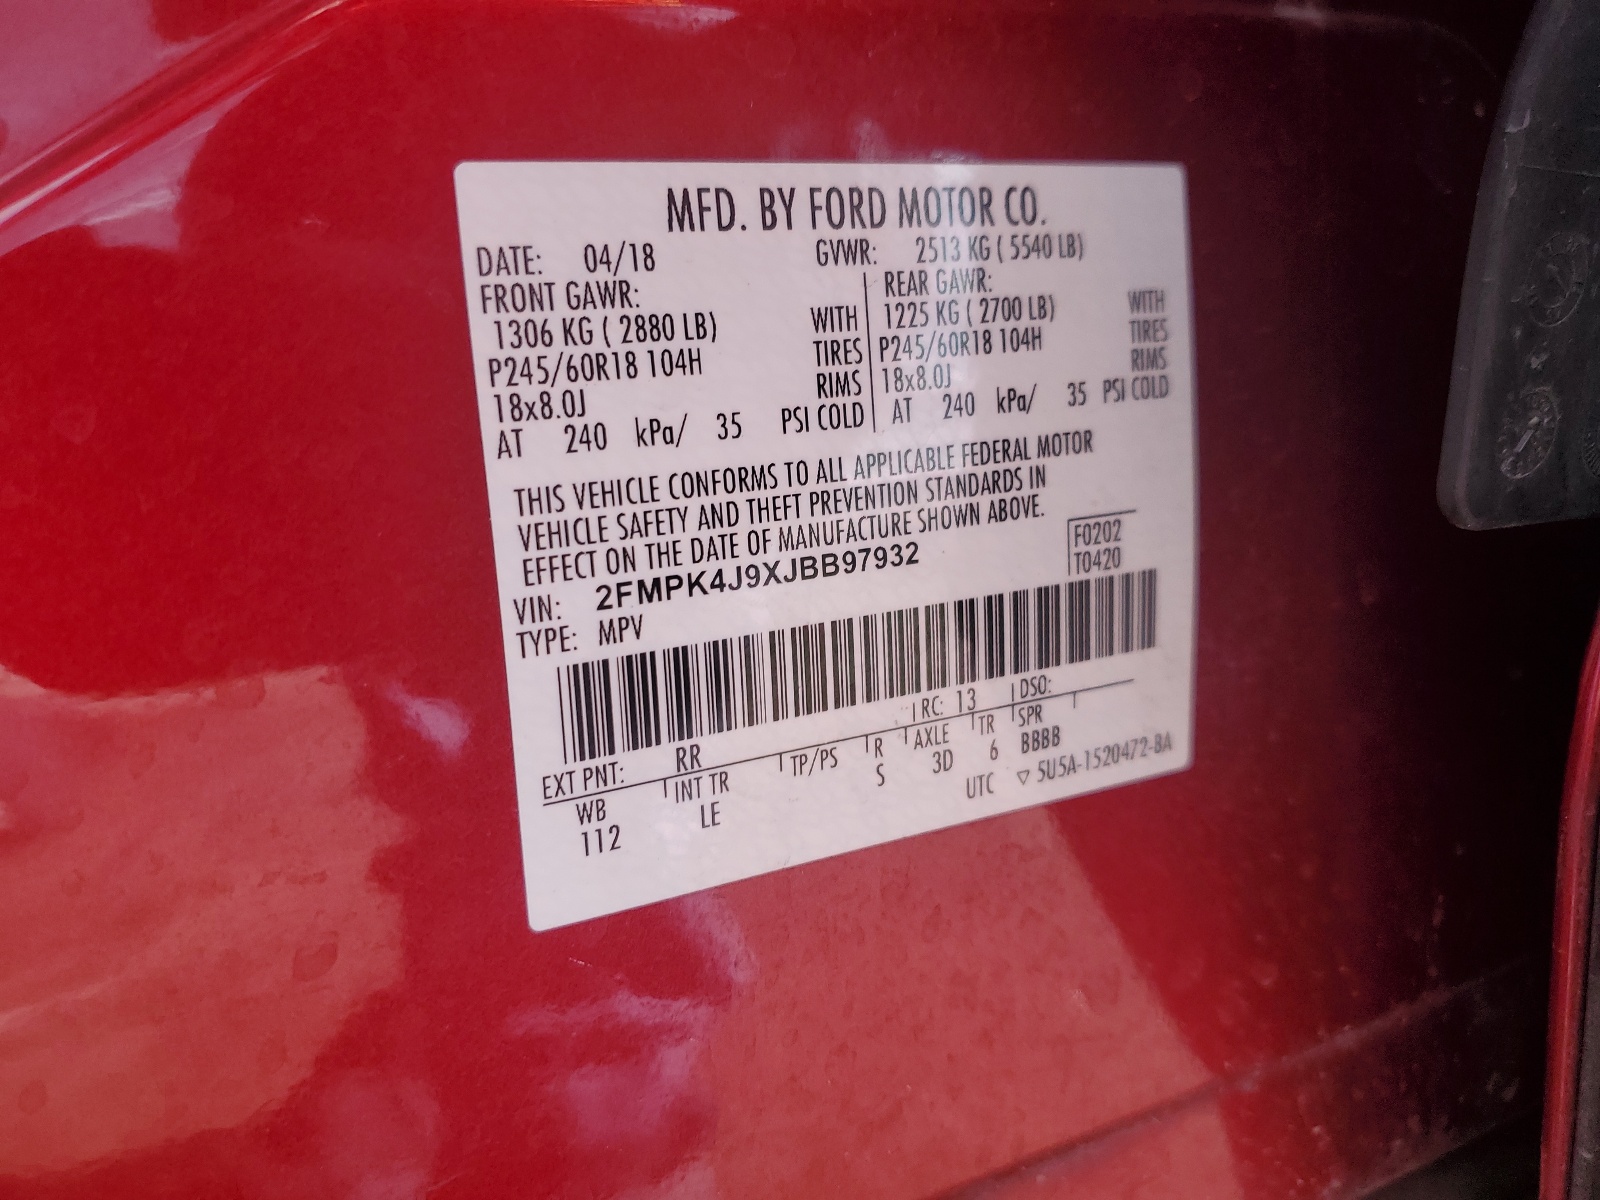 MFD. BY FORD MOTOR CO.
DATE: 04/18 GVWR: 2513 KG ( 5540 LB)
FRONT GAWR: REAR GAWR:
1306 KG ( 2880 LB) WITH 1225 KG ( 2700 LB) WITH
P245/60R18 104H TIRES P245/60R18 104H TIRES
18x8.0J RIMS 18x8.0J RIMS
AT 240 kPa/ 35 PSI COLD AT 240 kPa/ 35 PSI COLD
THIS VEHICLE CONFORMS TO ALL APPLICABLE FEDERAL MOTOR
VEHICLE SAFETY AND THEFT PREVENTION STANDARDS IN
EFFECT ON THE DATE OF MANUFACTURE SHOWN ABOVE.
F0202
VIN: 2FMPK4J9XJBB97932 T0420
TYPE: MPV
EXT PNT: RR RC: 13 DSO:
WB INT TR TP/PS R AXLE TR SPR
112 LE S 3D 6 BBBB
UTC ▽ 5U5A-1520472-BA